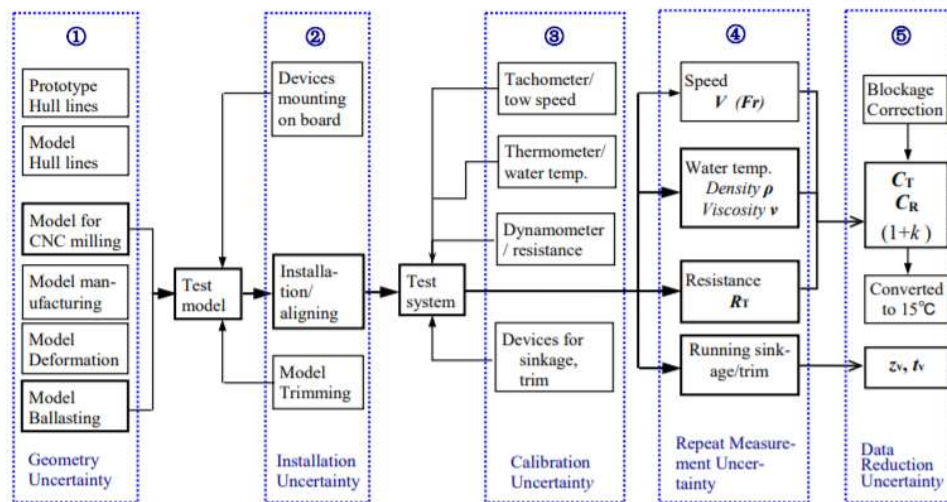 ①
Prototype
Hull lines
Model
Hull lines
Model for
CNC milling
Model man-
ufacturing
Model
Deformation
Model
Ballasting
Geometry
Uncertainty
Test
model
②
Devices
mounting
on board
Installa-
tion/
aligning
Model
Trimming
Installation
Uncertainty
Test
system
③
Tachometer/
tow speed
Thermometer/
water temp.
Dynamometer
/ resistance
Devices for
sinkage,
trim
Calibration
Uncertainty
④
Speed
V (Fr)
Water temp.
Density ρ
Viscosity ν
Resistance
RT
Running sink-
age/trim
Repeat Measure-
ment Uncer-
tainty
⑤
Blockage
Correction
CT
CR
(1+k)
Converted
to 15℃
zv, tv
Data
Reduction
Uncertainty